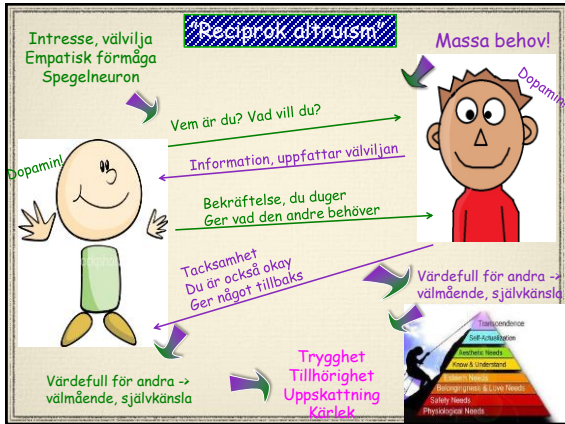 "Reciprok altruism"
Intresse, välvilja
Empatisk förmåga
Spegelneuron
Massa behov!
Dopamin!
Dopamin!
Vem är du? Vad vill du?
Information, uppfattar välviljan
Bekräftelse, du duger
Ger vad den andre behöver
Tacksamhet
Du är också okay
Ger något tillbaks
Värdefull för andra ->
välmående, självkänsla
Värdefull för andra ->
välmående, självkänsla
Trygghet
Tillhörighet
Uppskattning
Kärlek
Transcendence
Self-Actualization
Aesthetic Needs
Know & Understand
Esteem Needs
Belongingness & Love Needs
Safety Needs
Physiological Needs